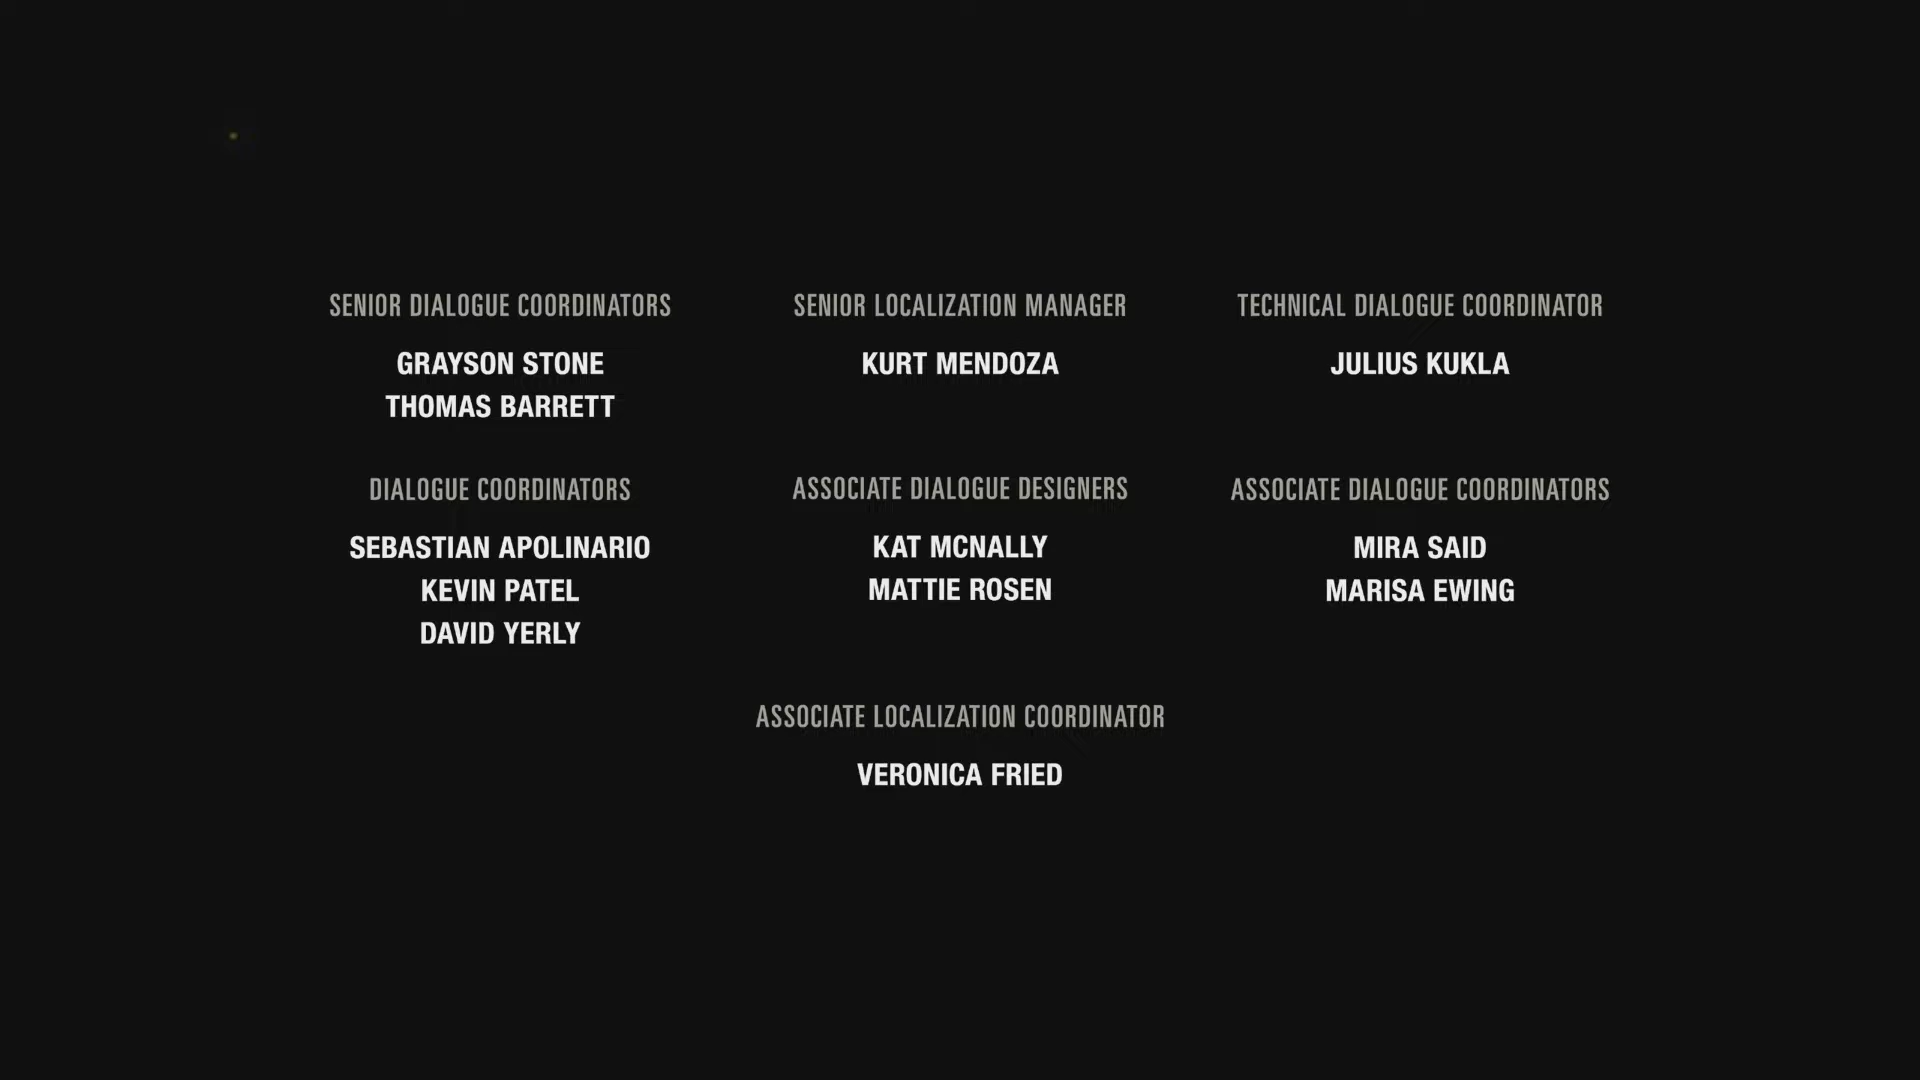 SENIOR DIALOGUE COORDINATORS
GRAYSON STONE
THOMAS BARRETT
SENIOR LOCALIZATION MANAGER
KURT MENDOZA
TECHNICAL DIALOGUE COORDINATOR
JULIUS KUKLA
DIALOGUE COORDINATORS
SEBASTIAN APOLINARIO
KEVIN PATEL
DAVID YERLY
ASSOCIATE DIALOGUE DESIGNERS
KAT MCNALLY
MATTIE ROSEN
ASSOCIATE DIALOGUE COORDINATORS
MIRA SAID
MARISA EWING
ASSOCIATE LOCALIZATION COORDINATOR
VERONICA FRIED